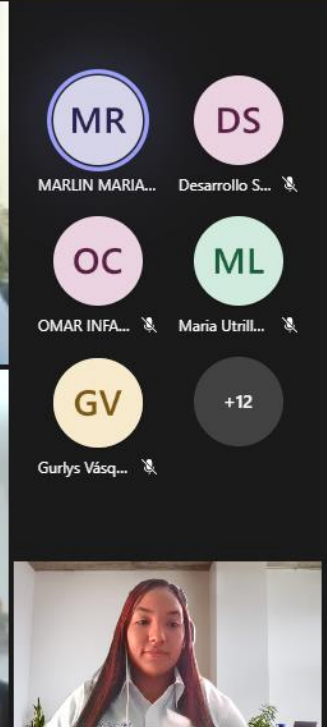 MR DS
MARLIN MARIA... Desarrollo S...
OC ML
OMAR INFA... Maria Utrill...
GV +12
Gurlys Vásq...